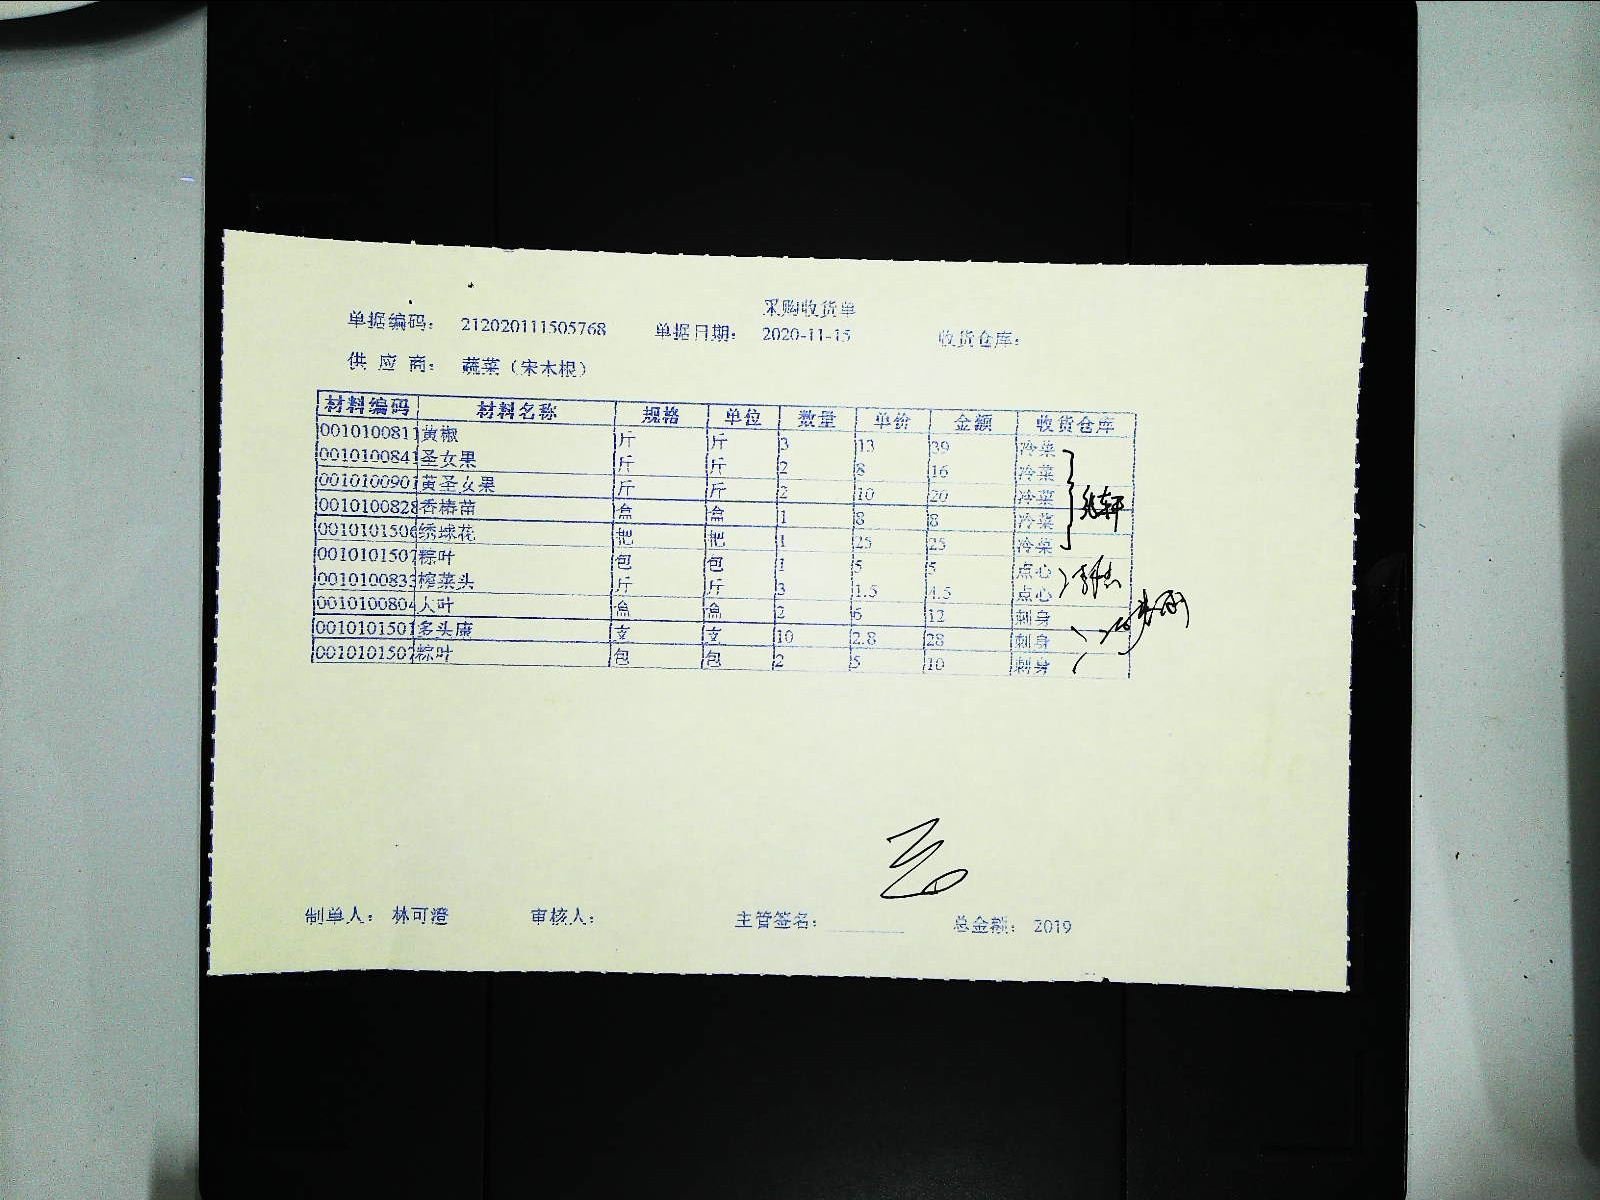 采购收货单
单据编码： 212020111505768 单据日期： 2020-11-15 收货仓库：
供 应 商： 蔬菜（宋木根）
材料编码 材料名称 规格 单位 数量 单价 金额 收货仓库
0010100811 黄椒 斤 斤 3 13 39 冷菜
0010100841 圣女果 斤 斤 2 8 16 冷菜
0010100901 黄圣女果 斤 斤 2 10 20 冷菜
0010100828 香椿苗 盒 盒 1 8 8 冷菜
0010101506 绣球花 把 把 1 25 25 冷菜
0010101507 粽叶 包 包 1 5 5 点心
0010100833 榨菜头 斤 斤 3 1.5 4.5 点心
0010100804 大叶 盒 盒 2 6 12 刺身
0010101501 多头康 支 支 10 2.8 28 刺身
0010101507 粽叶 包 包 2 5 10 刺身
制单人： 林可澄 审核人： 主管签名： 总金额： 2019